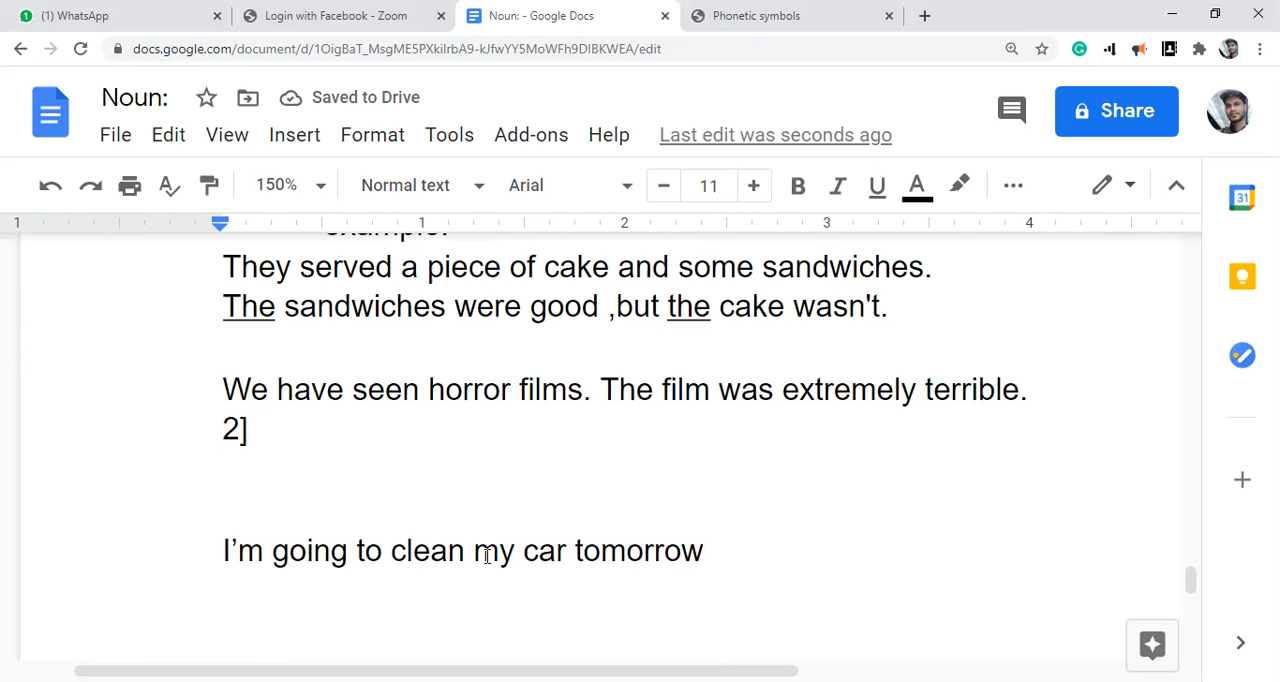 (1) WhatsApp
Login with Facebook - Zoom
Noun: - Google Docs
Phonetic symbols
docs.google.com/document/d/1OigBaT_MsgME5PXkilrbA9-kJfwYY5MoWFh9DIBKWEA/edit
Noun:
Saved to Drive
Share
File Edit View Insert Format Tools Add-ons Help Last edit was seconds ago
150% Normal text Arial 11 B I U A
1 1 2 3 4
31
example:
They served a piece of cake and some sandwiches.
The sandwiches were good ,but the cake wasn't.
We have seen horror films. The film was extremely terrible.
2]
I’m going to clean my car tomorrow